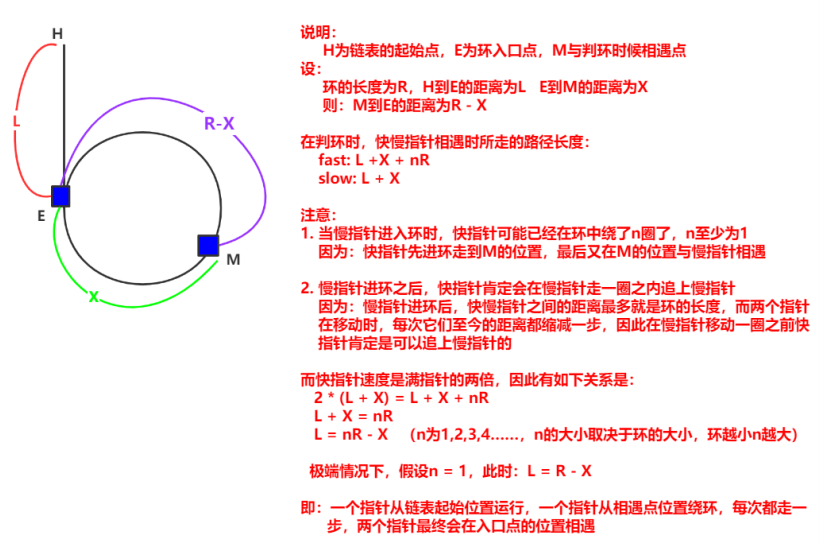 H
L
R-X
E
M
X
说明：
H为链表的起始点，E为环入口点，M与判环时候相遇点
设：
环的长度为R，H到E的距离为L E到M的距离为X
则：M到E的距离为R - X
在判环时，快慢指针相遇时所走的路径长度：
fast: L +X + nR
slow: L + X
注意：
1. 当慢指针进入环时，快指针可能已经在环中绕了n圈了，n至少为1
因为：快指针先进环走到M的位置，最后又在M的位置与慢指针相遇
2. 慢指针进环之后，快指针肯定会在慢指针走一圈之内追上慢指针
因为：慢指针进环后，快慢指针之间的距离最多就是环的长度，而两个指针
在移动时，每次它们至今的距离都缩减一步，因此在慢指针移动一圈之前快
指针肯定是可以追上慢指针的
而快指针速度是满指针的两倍，因此有如下关系是：
2 * (L + X) = L + X + nR
L + X = nR
L = nR - X （n为1,2,3,4……，n的大小取决于环的大小，环越小n越大）
极端情况下，假设n = 1，此时：L = R - X
即：一个指针从链表起始位置运行，一个指针从相遇点位置绕环，每次都走一
步，两个指针最终会在入口点的位置相遇